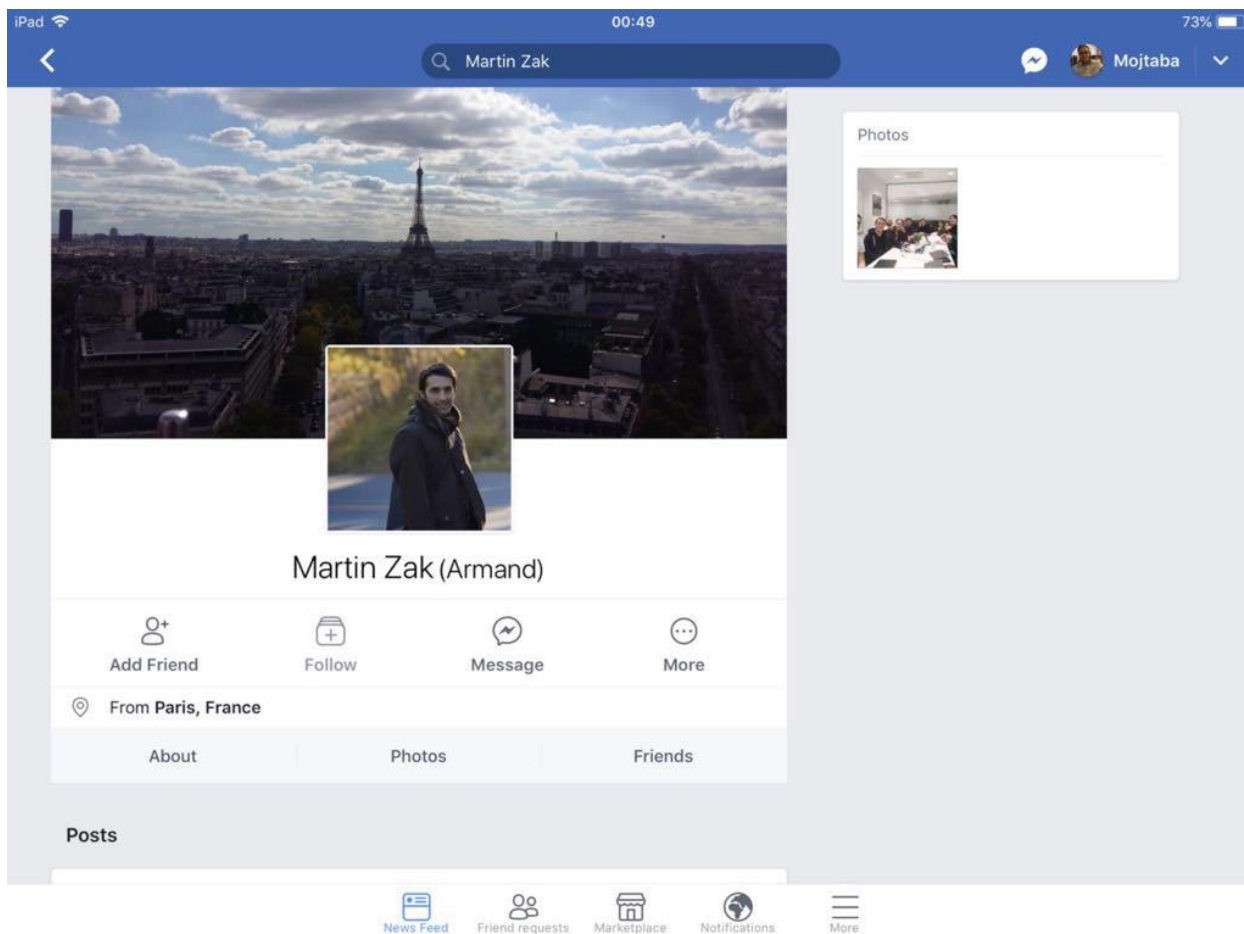 iPad 00:49 73%
Martin Zak Mojtaba
Photos
Martin Zak (Armand)
Add Friend Follow Message More
From Paris, France
About Photos Friends
Posts
News Feed Friend requests Marketplace Notifications More